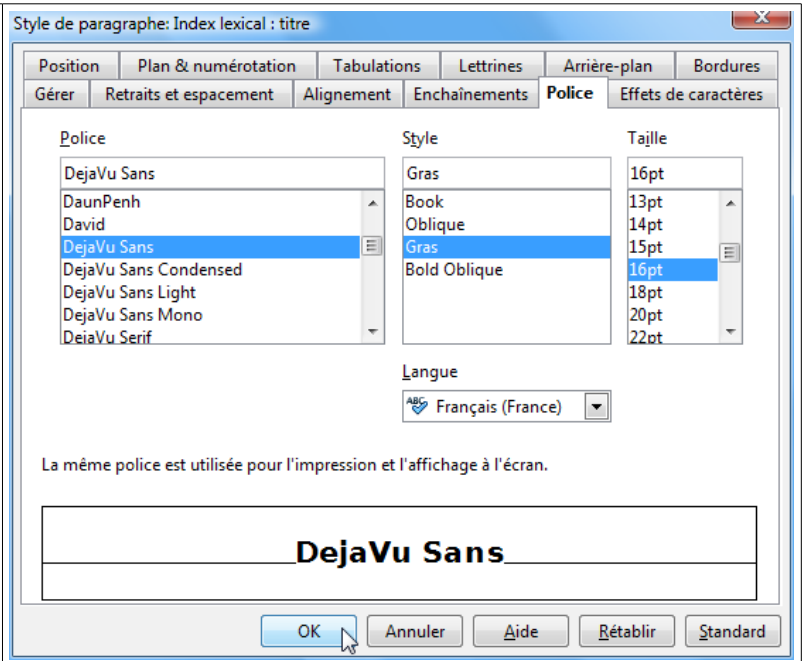 Style de paragraphe: Index lexical : titre
Position Plan & numérotation Tabulations Lettrines Arrière-plan Bordures
Gérer Retraits et espacement Alignement Enchaînements Police Effets de caractères
Police Style Taille
DejaVu Sans Gras 16pt
DaunPenh Book 13pt
David Oblique 14pt
DejaVu Sans Gras 15pt
DejaVu Sans Condensed Bold Oblique 16pt
DejaVu Sans Light 18pt
DejaVu Sans Mono 20pt
DejaVu Serif 22pt
Langue
ABC Français (France)
La même police est utilisée pour l'impression et l'affichage à l'écran.
DejaVu Sans
OK Annuler Aide Rétablir Standard